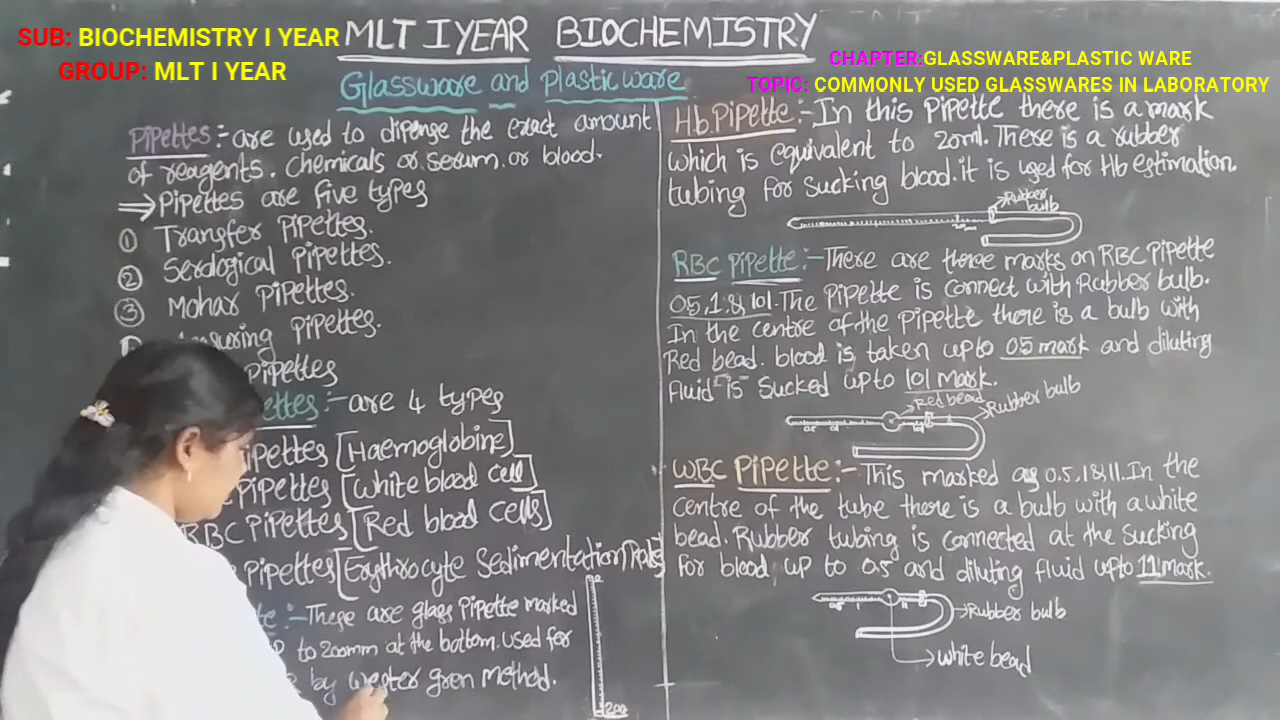 SUB: BIOCHEMISTRY I YEAR
GROUP: MLT I YEAR
MLT I YEAR BIOCHEMISTRY
CHAPTER:GLASSWARE&PLASTIC WARE
TOPIC: COMMONLY USED GLASSWARES IN LABORATORY
Glassware and plastic ware
Pipettes:- are used to dipense the exact amount
of reagents. chemicals or serum. or blood.
⇒ Pipettes are five types
① Transfer Pipettes.
② Serological Pipettes.
③ Mohar Pipettes.
Pipettes.
Pipettes
:- are 4 types
Pipettes [Haemoglobine]
Pipettes [White blood cell]
RBC Pipettes [Red blood cells]
Pipettes [Erythrocyte Sedimentation Rate]
:- These are glass Pipette marked
to 200mm at the bottom. used for
by wester gren Method.
0
200
Hb. Pipette:- In this Pipette there is a mark
which is equivalent to 20ml. There is a rubber
tubing for sucking blood. it is used for Hb estimation.
Rubber
bulb
RBC Pipette:- There are three marks on RBC Pipette
05,1.&101. The Pipette is connect with Rubber bulb.
In the centre of the Pipette there is a bulb with
Red bead. blood is taken upto 05 mark and diluting
fluid is sucked upto 101 Mark.
Red bead
Rubber bulb
WBC Pipette:- This marked as 0.5,1&11. In the
centre of the tube there is a bulb with a white
bead. Rubber tubing is connected at the sucking
for blood up to 0.5 and diluting fluid upto 11 mark.
Rubber bulb
White bead